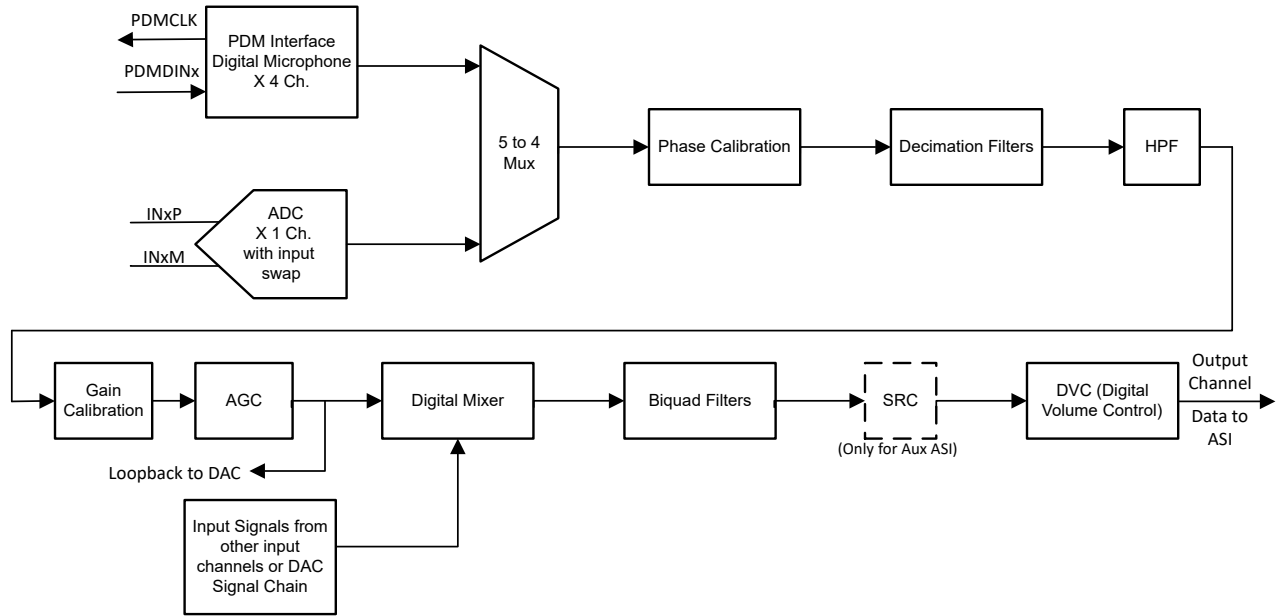 PDMCLK
PDMDINx
PDM Interface
Digital Microphone
X 4 Ch.
INxP
INxM
ADC
X 1 Ch.
with input
swap
5 to 4
Mux
Phase Calibration
Decimation Filters
HPF
Gain
Calibration
AGC
Loopback to DAC
Digital Mixer
Input Signals from
other input
channels or DAC
Signal Chain
Biquad Filters
SRC
(Only for Aux ASI)
DVC (Digital
Volume Control)
Output
Channel
Data to
ASI